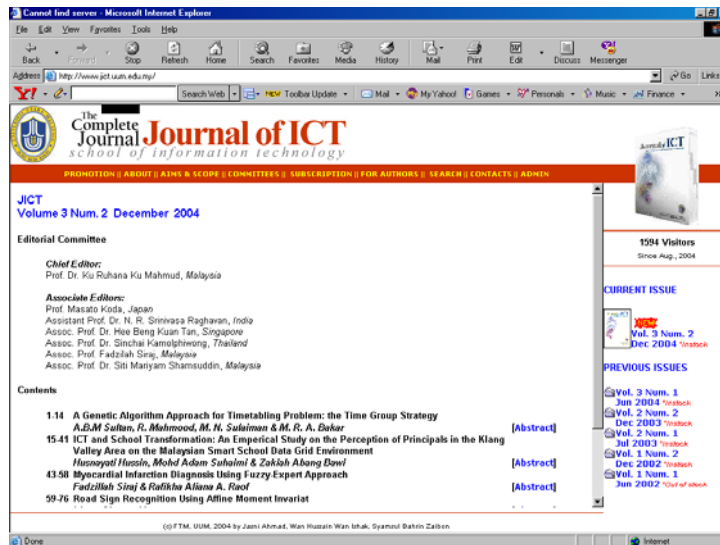 Cannot find server - Microsoft Internet Explorer
File Edit View Favorites Tools Help
Back Forward Stop Refresh Home Search Favorites Media History Mail Print Edit Discuss Messenger
Address http://www.jict.uum.edu.my/ Go Links
Y! Search Web NEW Toolbar Update Mail My Yahoo! Games Personals Music Finance
The Complete Journal
Journal of ICT
school of information technology
PROMOTION || ABOUT || AIMS & SCOPE || COMMITTEES || SUBSCRIPTION || FOR AUTHORS || SEARCH || CONTACTS || ADMIN
JICT
Volume 3 Num. 2 December 2004
Editorial Committee
Chief Editor:
Prof. Dr. Ku Ruhana Ku Mahmud, Malaysia
Associate Editors:
Prof. Masato Koda, Japan
Assistant Prof. Dr. N. R. Srinivasa Raghavan, India
Assoc. Prof. Dr. Hee Beng Kuan Tan, Singapore
Assoc. Prof. Dr. Sinchai Kamolphiwong, Thailand
Assoc. Prof. Fadzilah Siraj, Malaysia
Assoc. Prof. Dr. Siti Mariyam Shamsuddin, Malaysia
Contents
1-14 A Genetic Algorithm Approach for Timetabling Problem: the Time Group Strategy
A.B.M Sultan, R. Mahmood, M. N. Sulaiman & M. R. A. Bakar [Abstract]
15-41 ICT and School Transformation: An Emperical Study on the Perception of Principals in the Klang
Valley Area on the Malaysian Smart School Data Grid Environment
Husnayati Hussin, Mohd Adam Suhaimi & Zakiah Abang Bawi [Abstract]
43-58 Myocardial Infarction Diagnosis Using Fuzzy-Expert Approach
Fadzillah Siraj & Rafikha Aliana A. Raof [Abstract]
59-76 Road Sign Recognition Using Affine Moment Invariat
Journal of ICT
1594 Visitors
Since Aug., 2004
CURRENT ISSUE
NEW
Vol. 3 Num. 2
Dec 2004 *Instock
PREVIOUS ISSUES
Vol. 3 Num. 1
Jun 2004 *Instock
Vol. 2 Num. 2
Dec 2003 *Instock
Vol. 2 Num. 1
Jul 2003 *Instock
Vol. 1 Num. 2
Dec 2002 *Instock
Vol. 1 Num. 1
Jun 2002 *Out of stock
(c) FTM, UUM, 2004 by Jasni Ahmad, Wan Hussain Wan Ishak, Syamsul Bahrin Zaibon
Done Internet